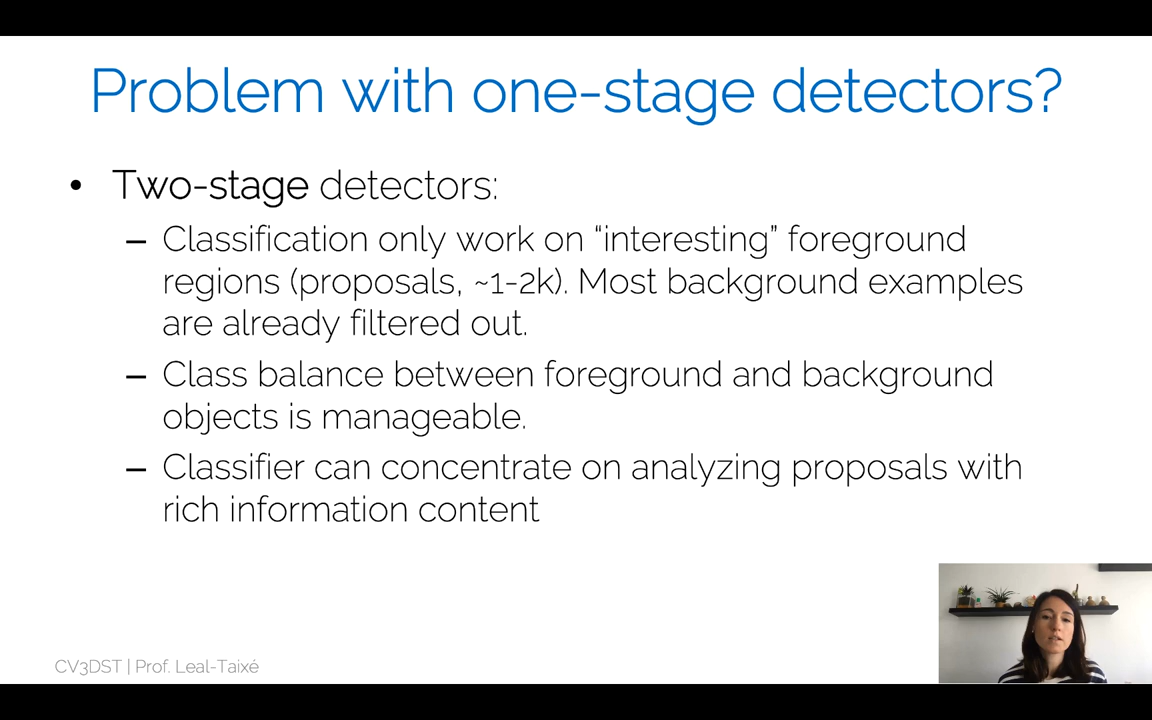 Problem with one-stage detectors?
• Two-stage detectors:
– Classification only work on “interesting” foreground
regions (proposals, ~1-2k). Most background examples
are already filtered out.
– Class balance between foreground and background
objects is manageable.
– Classifier can concentrate on analyzing proposals with
rich information content
CV3DST | Prof. Leal-Taixé